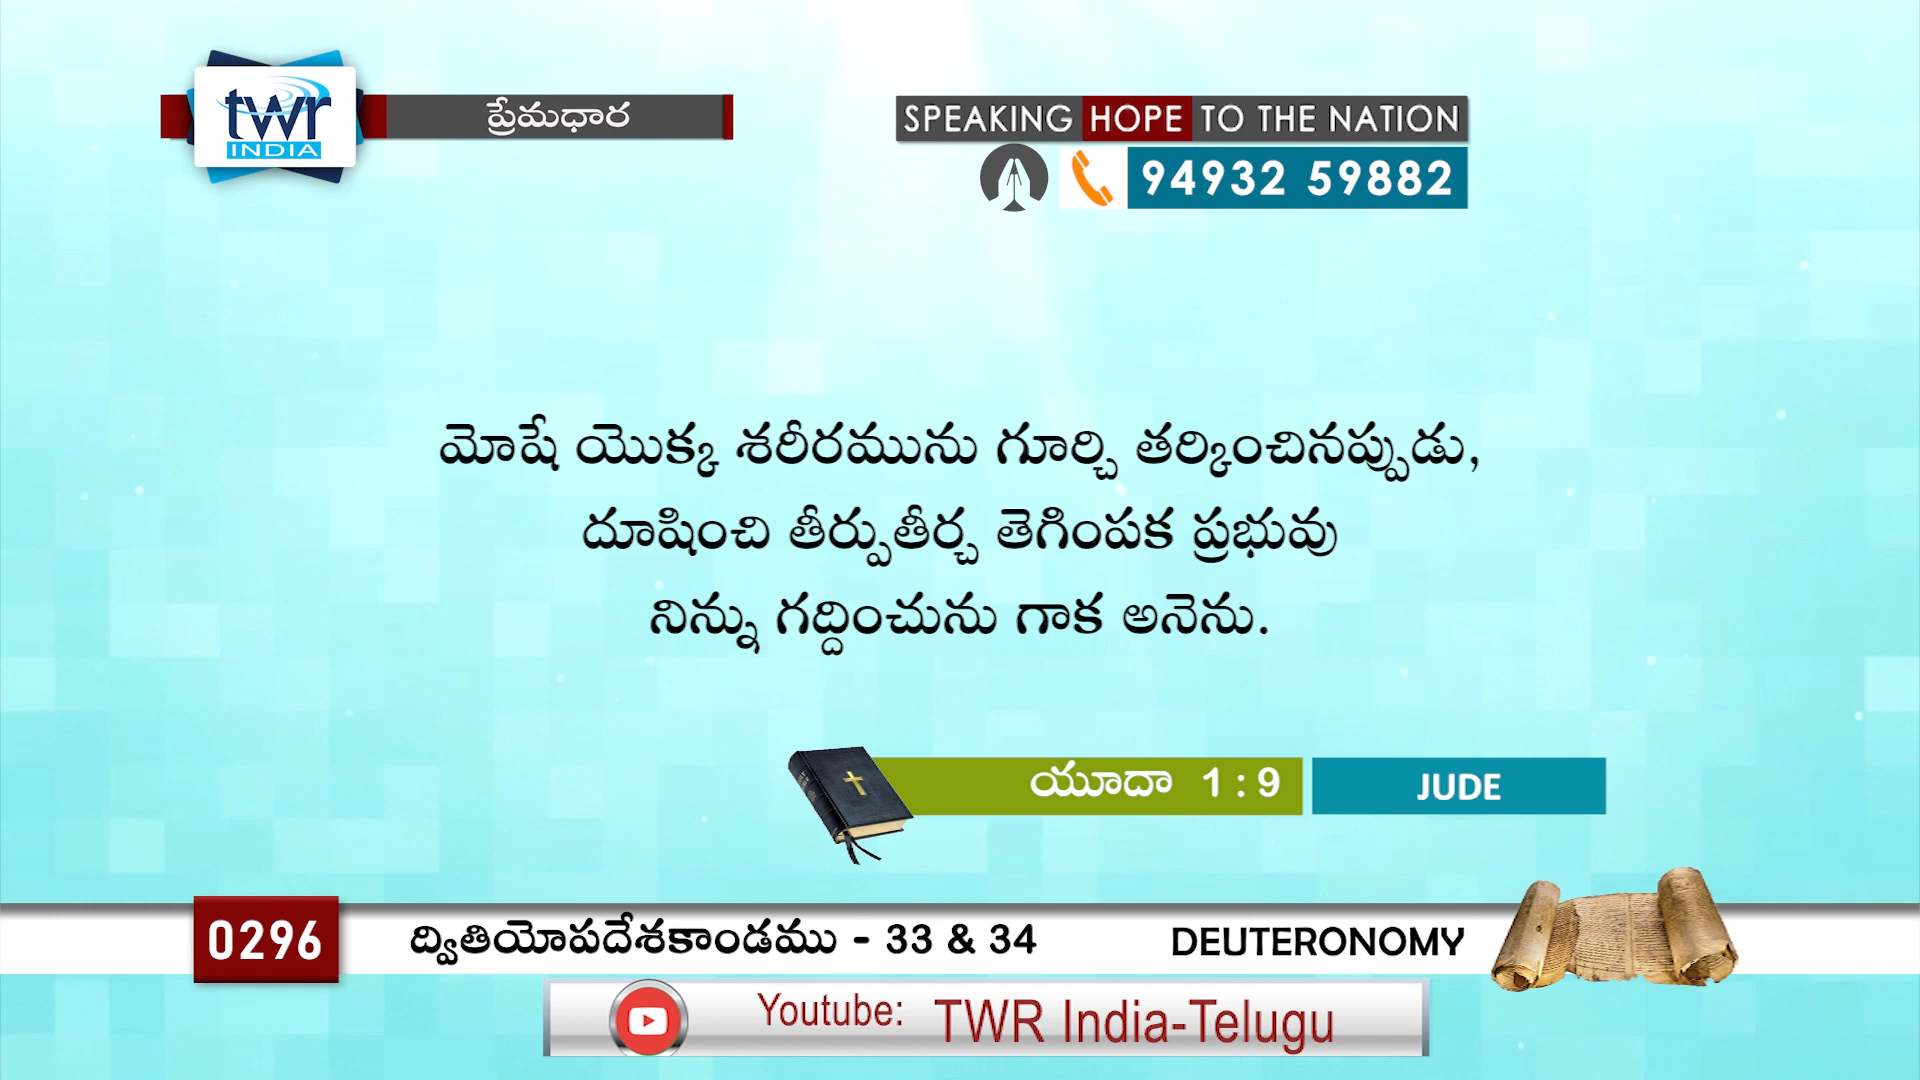 twr
INDIA
ప్రేమధార
SPEAKING HOPE TO THE NATION
94932 59882
మోషే యొక్క శరీరమును గూర్చి తర్కించినప్పుడు,
దూషించి తీర్పుతీర్చ తెగింపక ప్రభువు
నిన్ను గద్దించును గాక అనెను.
యూదా 1 : 9 JUDE
0296 ద్వితియోపదేశకాండము - 33 & 34 DEUTERONOMY
Youtube: TWR India-Telugu